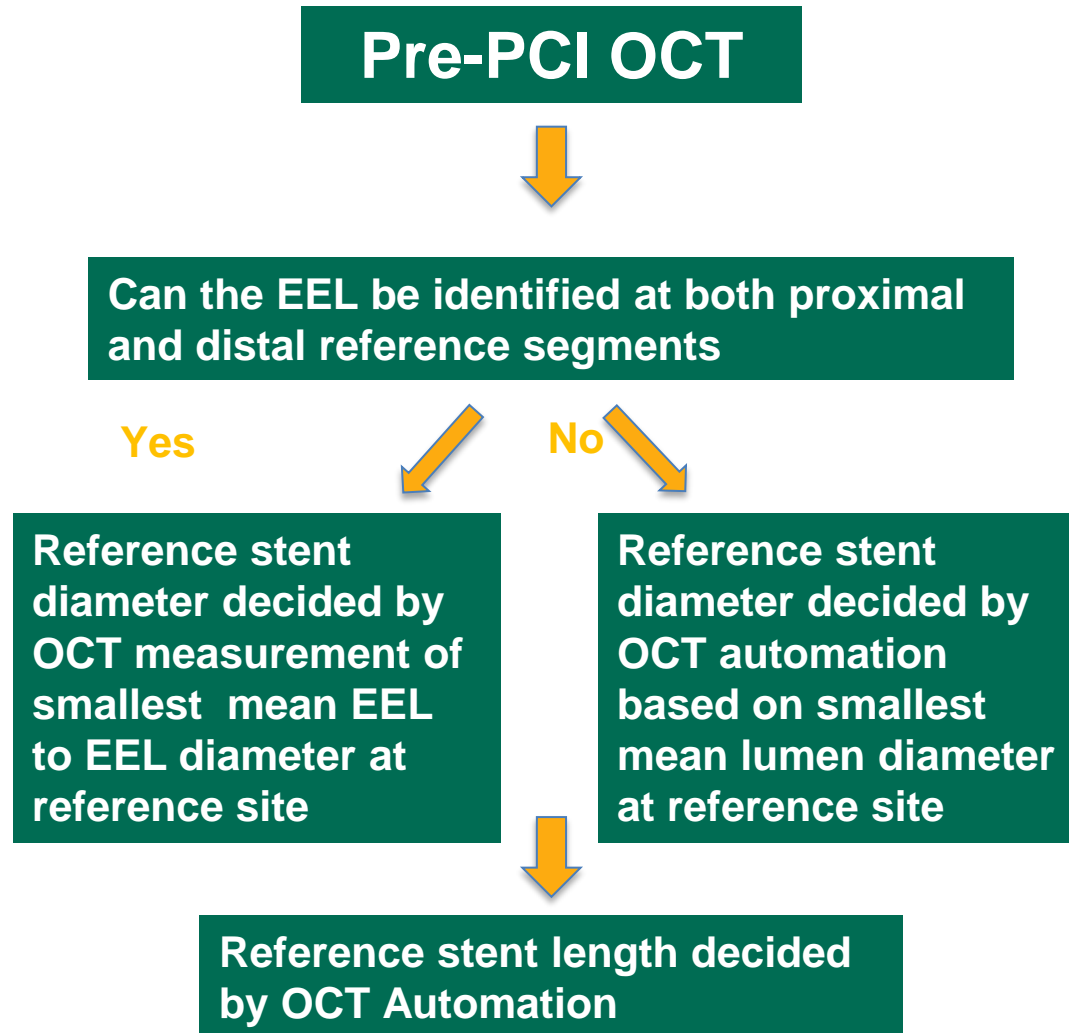 Pre-PCI OCT
Can the EEL be identified at both proximal
and distal reference segments
Yes
No
Reference stent
diameter decided by
OCT measurement of
smallest  mean EEL
to EEL diameter at
reference site
Reference stent
diameter decided by
OCT automation
based on smallest
mean lumen diameter
at reference site
Reference stent length decided
by OCT Automation